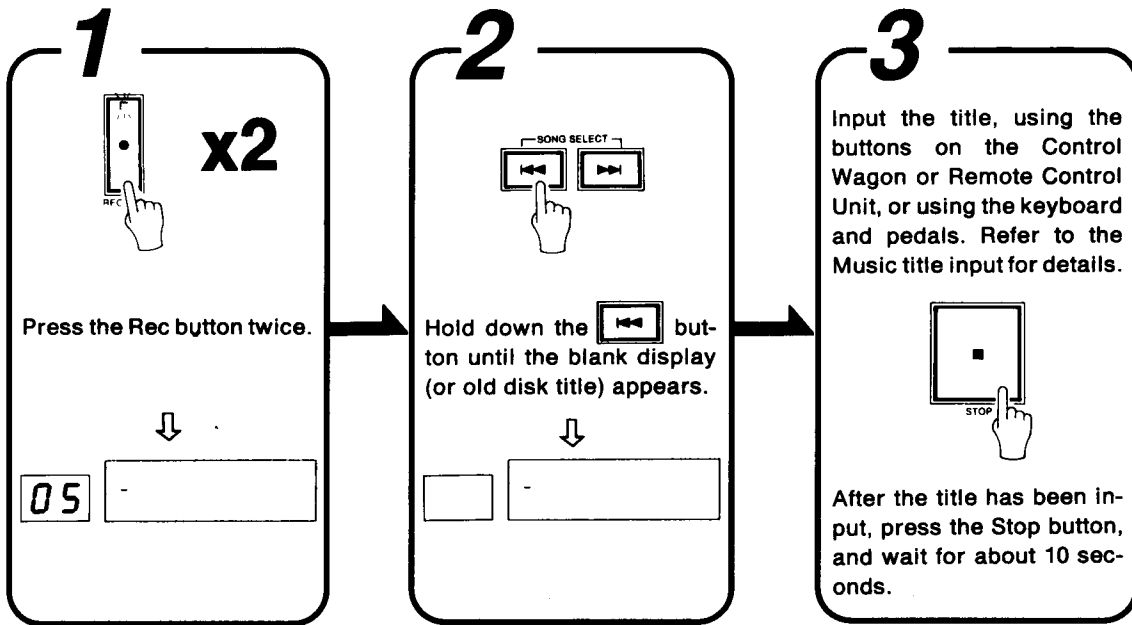 1
x2
REC
Press the Rec button twice.
05
-
2
SONG SELECT
Hold down the but-
ton until the blank display
(or old disk title) appears.
-
3
Input the title, using the
buttons on the Control
Wagon or Remote Control
Unit, or using the keyboard
and pedals. Refer to the
Music title input for details.
STOP
After the title has been in-
put, press the Stop button,
and wait for about 10 sec-
onds.